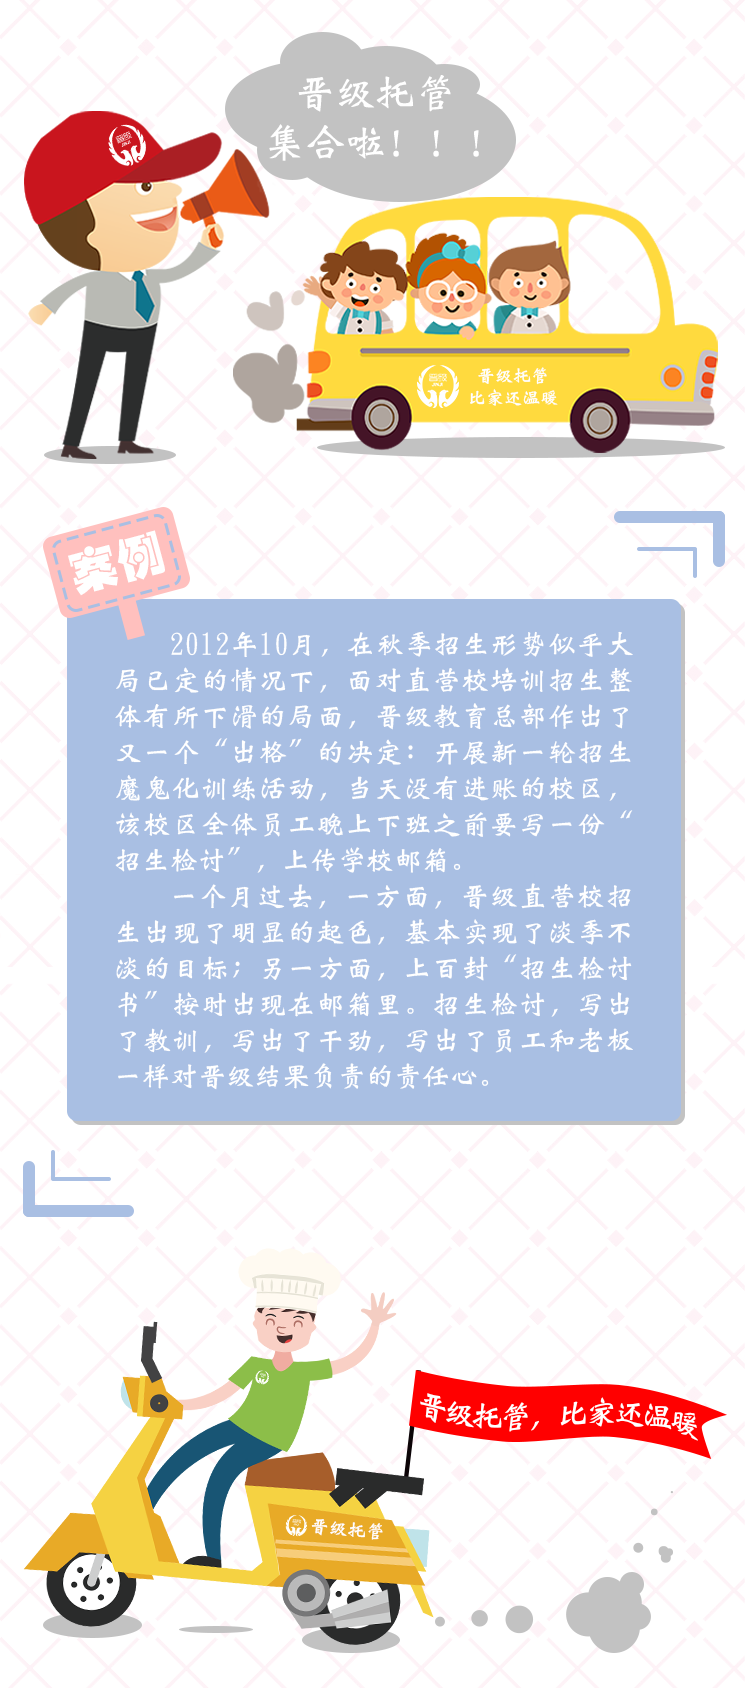 晋级托管
集合啦！！！
晋级托管
比家还温暖
案例
2012年10月，在秋季招生形势似乎大
局已定的情况下，面对直营校培训招生整
体有所下滑的局面，晋级教育总部作出了
又一个“出格”的决定：开展新一轮招生
魔鬼化训练活动，当天没有进账的校区，
该校区全体员工晚上下班之前要写一份“
招生检讨”，上传学校邮箱。
一个月过去，一方面，晋级直营校招
生出现了明显的起色，基本实现了淡季不
淡的目标；另一方面，上百封“招生检讨
书”按时出现在邮箱里。招生检讨，写出
了教训，写出了干劲，写出了员工和老板
一样对晋级结果负责的责任心。
晋级托管，比家还温暖
晋级托管